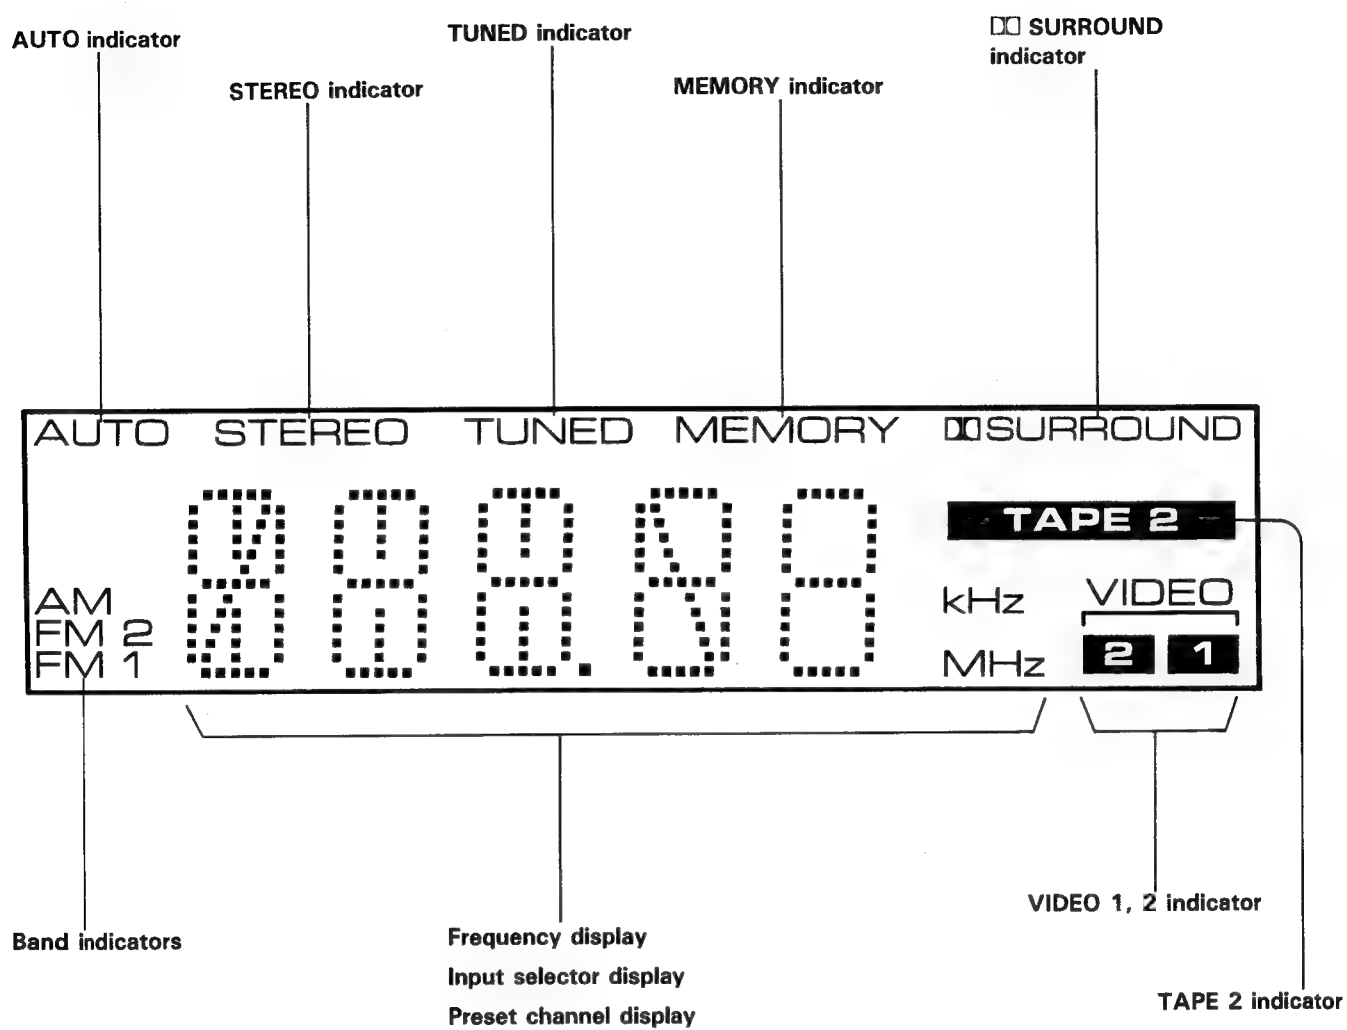 AUTO indicator
STEREO indicator
TUNED indicator
MEMORY indicator
SURROUND
indicator
AUTO STEREO TUNED MEMORY SURROUND
TAPE 2
AM
FM 2
FM 1
kHz
MHz
VIDEO
2 1
Band indicators
Frequency display
Input selector display
Preset channel display
VIDEO 1, 2 indicator
TAPE 2 indicator